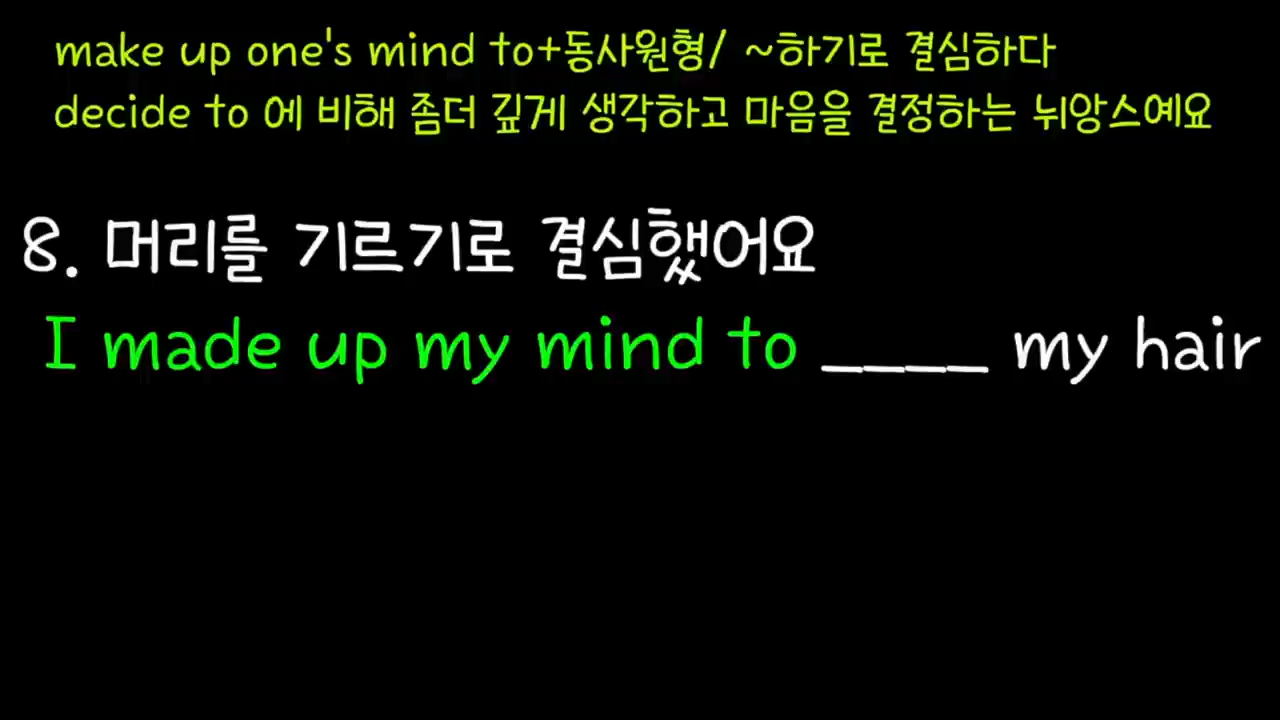 make up one's mind to+동사원형/ ~하기로 결심하다
decide to 에 비해 좀더 깊게 생각하고 마음을 결정하는 뉘앙스예요
8. 머리를 기르기로 결심했어요
I made up my mind to ____ my hair